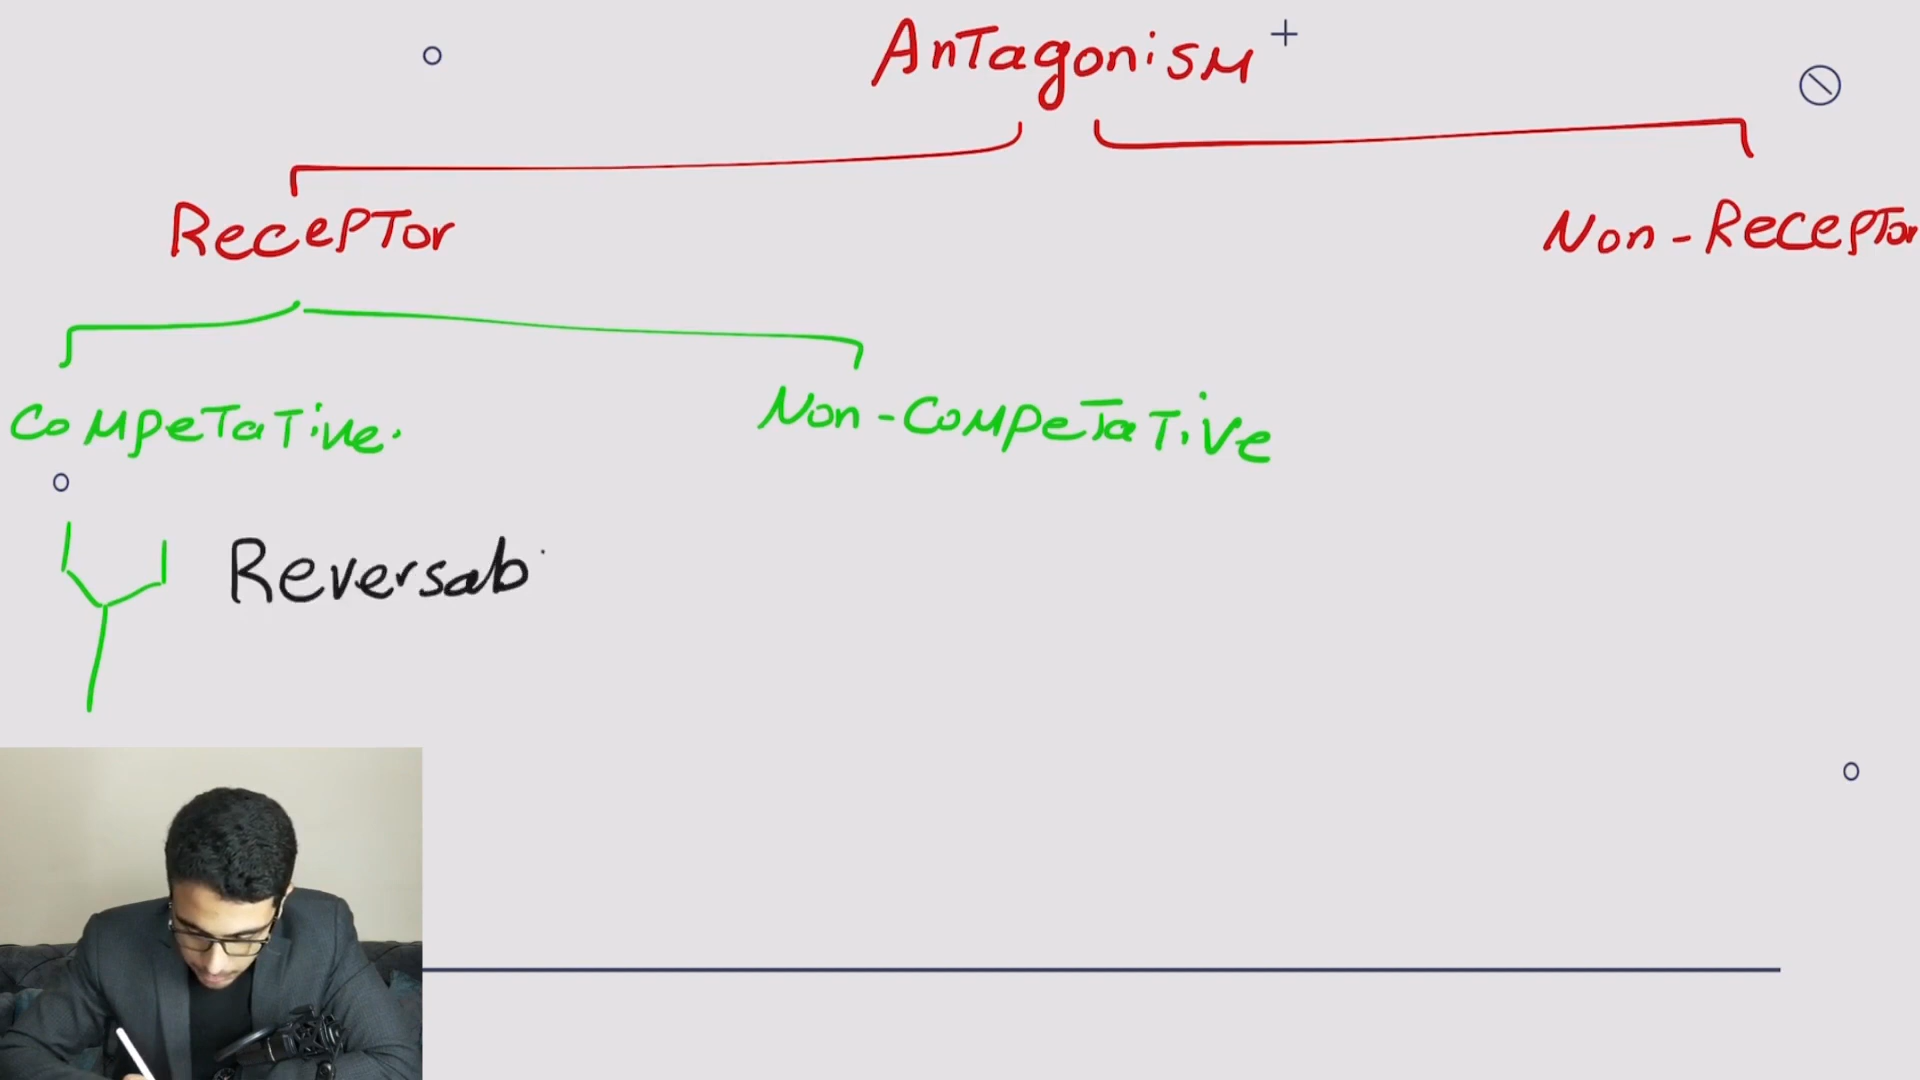 Antagonism
Receptor
Non-Receptor
Competative.
Non-Competative
Reversab